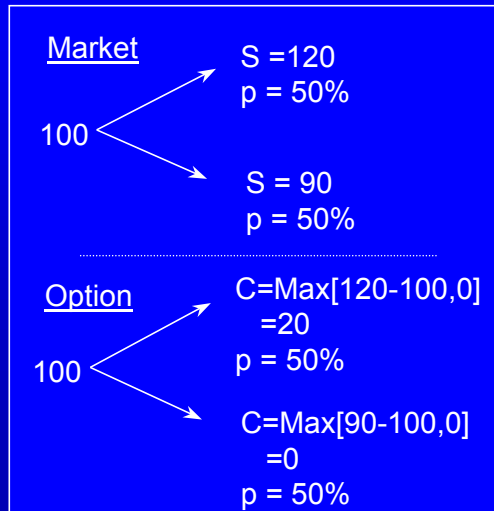 Market
S =120
p = 50%
100
S = 90
p = 50%
Option
C=Max[120-100,0]
=20
p = 50%
100
C=Max[90-100,0]
=0
p = 50%